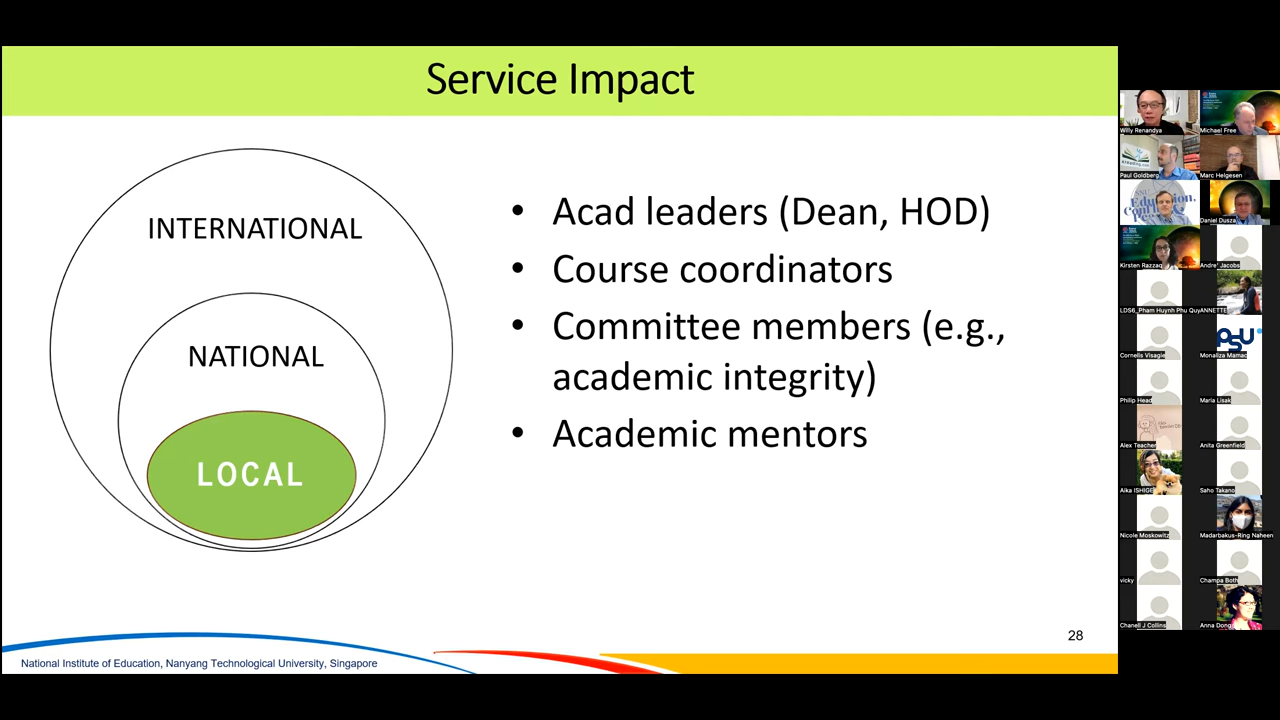 Service Impact
INTERNATIONAL
NATIONAL
LOCAL
• Acad leaders (Dean, HOD)
• Course coordinators
• Committee members (e.g.,
academic integrity)
• Academic mentors
28
National Institute of Education, Nanyang Technological University, Singapore
Willy Renandya
Michael Free
Paul Goldberg
Marc Helgesen
Daniel Dusza
Kirsten Razzaq
Andre' Jacobs
LDS6_Pham Huynh Phu Quy
ANNETTE
Cornelis Visagie
PSU
Monaliza Mamac
Philip Head
Maria Lisak
Alex Teacher
Anita Greenfield
Aika ISHIGE
Saho Takano
Nicole Moskowitz
Madarbakus-Ring Naheen
vicky
Champa Both
Chanell J Collins
Anna Dong